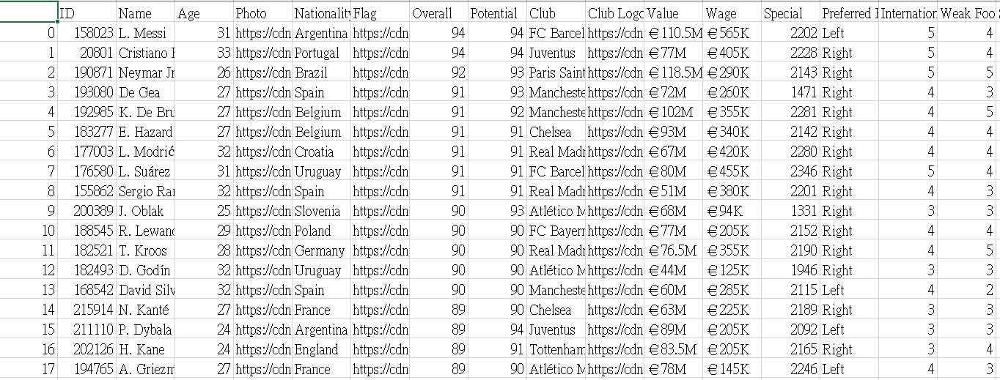 ID Name Age Photo Nationality Flag Overall Potential Club Club Logo Value Wage Special Preferred Internation Weak Foo
0 158023 L. Messi 31 https://cdn Argentina https://cdn 94 94 FC Barcel https://cdn €110.5M €565K 2202 Left 5 4
1 20801 Cristiano 33 https://cdn Portugal https://cdn 94 94 Juventus https://cdn €77M €405K 2228 Right 5 4
2 190871 Neymar Jr 26 https://cdn Brazil https://cdn 92 93 Paris Saint https://cdn €118.5M €290K 2143 Right 5 5
3 193080 De Gea 27 https://cdn Spain https://cdn 91 93 Mancheste https://cdn €72M €260K 1471 Right 4 3
4 192985 K. De Bru 27 https://cdn Belgium https://cdn 91 92 Mancheste https://cdn €102M €355K 2281 Right 4 5
5 183277 E. Hazard 27 https://cdn Belgium https://cdn 91 91 Chelsea https://cdn €93M €340K 2142 Right 4 4
6 177003 L. Modrić 32 https://cdn Croatia https://cdn 91 91 Real Madr https://cdn €67M €420K 2280 Right 4 4
7 176580 L. Suárez 31 https://cdn Uruguay https://cdn 91 91 FC Barcel https://cdn €80M €455K 2346 Right 5 4
8 155862 Sergio Rar 32 https://cdn Spain https://cdn 91 91 Real Madr https://cdn €51M €380K 2201 Right 4 3
9 200389 J. Oblak 25 https://cdn Slovenia https://cdn 90 93 Atlético M https://cdn €68M €94K 1331 Right 3 3
10 188545 R. Lewand 29 https://cdn Poland https://cdn 90 90 FC Bayern https://cdn €77M €205K 2152 Right 4 4
11 182521 T. Kroos 28 https://cdn Germany https://cdn 90 90 Real Madr https://cdn €76.5M €355K 2190 Right 4 5
12 182493 D. Godín 32 https://cdn Uruguay https://cdn 90 90 Atlético M https://cdn €44M €125K 1946 Right 3 3
13 168542 David Silv 32 https://cdn Spain https://cdn 90 90 Mancheste https://cdn €60M €285K 2115 Left 4 2
14 215914 N. Kanté 27 https://cdn France https://cdn 89 90 Chelsea https://cdn €63M €225K 2189 Right 3 3
15 211110 P. Dybala 24 https://cdn Argentina https://cdn 89 94 Juventus https://cdn €89M €205K 2092 Left 3 3
16 202126 H. Kane 24 https://cdn England https://cdn 89 91 Tottenham https://cdn €83.5M €205K 2165 Right 3 4
17 194765 A. Griezm 27 https://cdn France https://cdn 89 90 Atlético M https://cdn €78M €145K 2246 Left 4 3